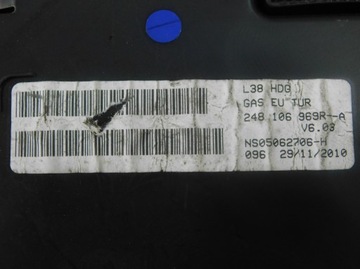 L38 HDG
GAS EU TUR
248 106 969R--A
V6.03
NS05062706-H
096 29/11/2010